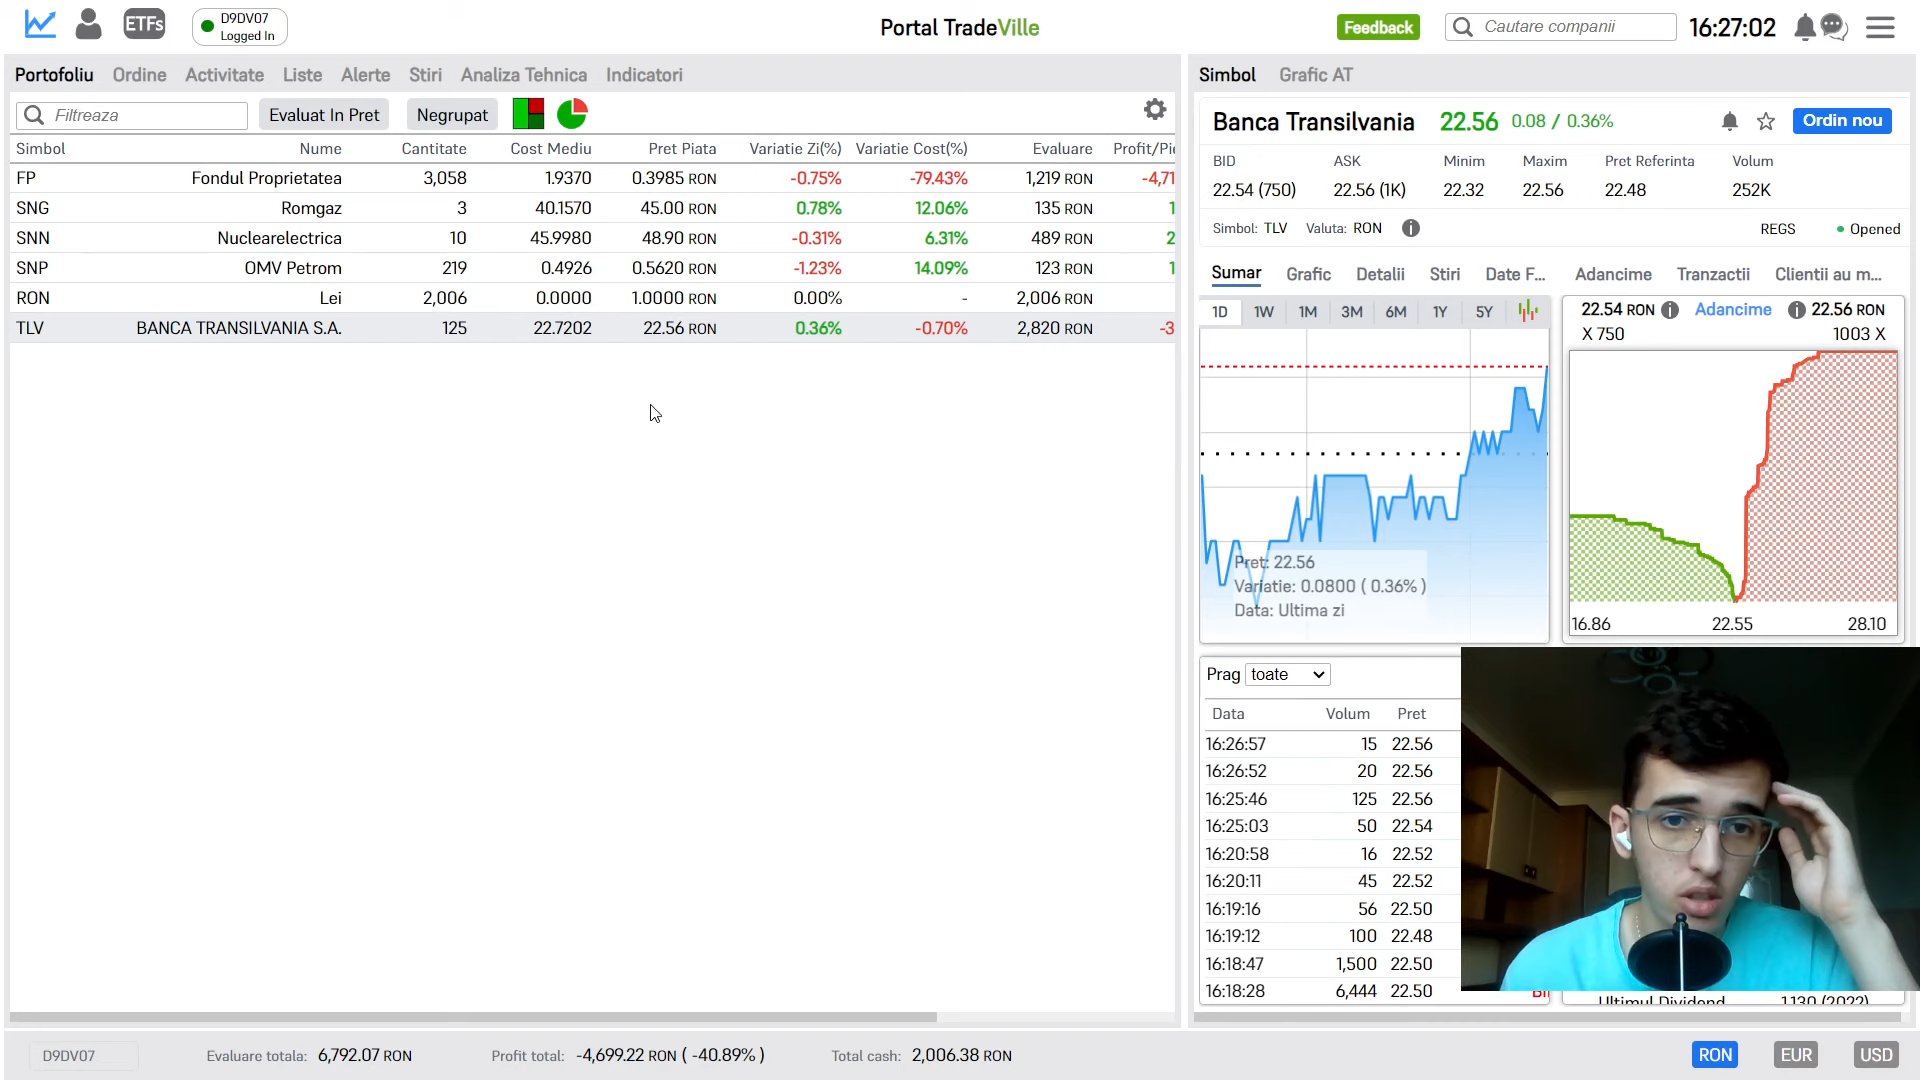 ETFs
D9DV07
Logged In
Portal TradeVille
Feedback
Cautare companii
16:27:02
Portofoliu Ordine Activitate Liste Alerte Stiri Analiza Tehnica Indicatori
Filtreaza Evaluat In Pret Negrupat
Simbol Nume Cantitate Cost Mediu Pret Piata Variatie Zi(%) Variatie Cost(%) Evaluare Profit/Pie
FP Fondul Proprietatea 3,058 1.9370 0.3985 RON -0.75% -79.43% 1,219 RON -4,71
SNG Romgaz 3 40.1570 45.00 RON 0.78% 12.06% 135 RON 1
SNN Nuclearelectrica 10 45.9980 48.90 RON -0.31% 6.31% 489 RON 2
SNP OMV Petrom 219 0.4926 0.5620 RON -1.23% 14.09% 123 RON 1
RON Lei 2,006 0.0000 1.0000 RON 0.00% - 2,006 RON
TLV BANCA TRANSILVANIA S.A. 125 22.7202 22.56 RON 0.36% -0.70% 2,820 RON -3
Simbol Grafic AT
Banca Transilvania 22.56 0.08 / 0.36% Ordin nou
BID ASK Minim Maxim Pret Referinta Volum
22.54 (750) 22.56 (1K) 22.32 22.56 22.48 252K
Simbol: TLV Valuta: RON REGS Opened
Sumar Grafic Detalii Stiri Date F... Adancime Tranzactii Clientii au m...
1D 1W 1M 3M 6M 1Y 5Y
Pret: 22.56
Variatie: 0.0800 ( 0.36% )
Data: Ultima zi
22.54 RON Adancime 22.56 RON
X 750 1003 X
16.86 22.55 28.10
Prag toate
Data Volum Pret
16:26:57 15 22.56
16:26:52 20 22.56
16:25:46 125 22.56
16:25:03 50 22.54
16:20:58 16 22.52
16:20:11 45 22.52
16:19:16 56 22.50
16:19:12 100 22.48
16:18:47 1,500 22.50
16:18:28 6,444 22.50
Ultimul Dividend 1.130 (2022)
D9DV07 Evaluare totala: 6,792.07 RON Profit total: -4,699.22 RON ( -40.89% ) Total cash: 2,006.38 RON RON EUR USD